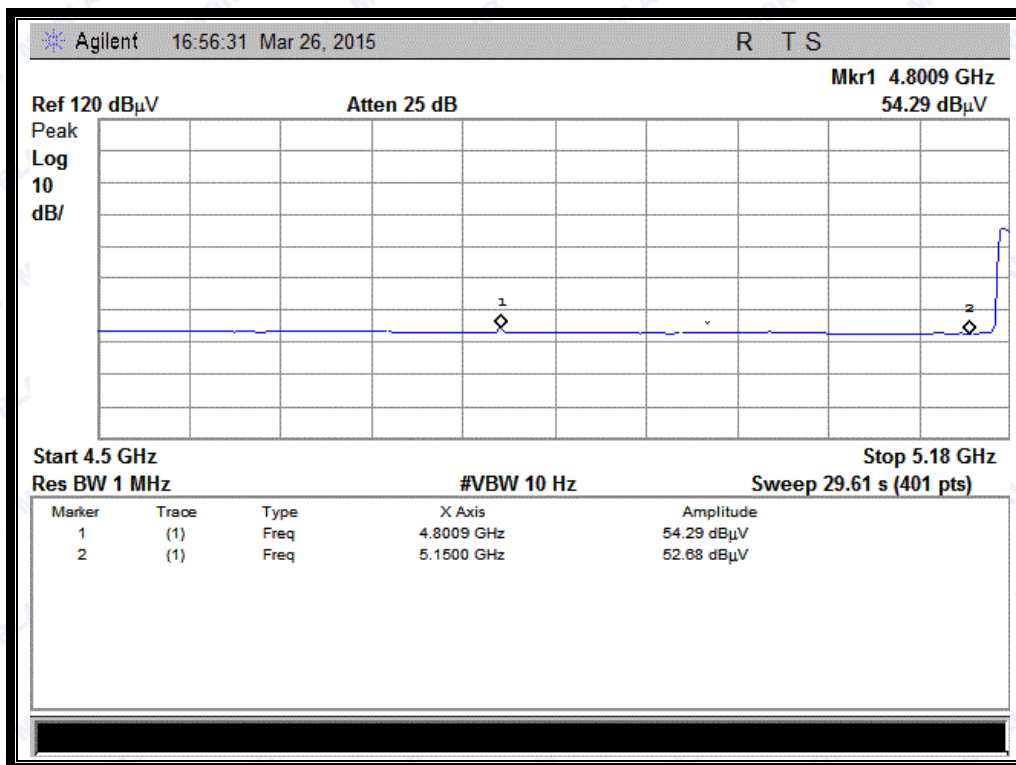 Agilent 16:56:31 Mar 26, 2015 R T S
Mkr1 4.8009 GHz
Ref 120 dBµV Atten 25 dB 54.29 dBµV
Peak
Log
10
dB/
1
2
Start 4.5 GHz Stop 5.18 GHz
Res BW 1 MHz #VBW 10 Hz Sweep 29.61 s (401 pts)
Marker Trace Type X Axis Amplitude
1 (1) Freq 4.8009 GHz 54.29 dBµV
2 (1) Freq 5.1500 GHz 52.68 dBµV